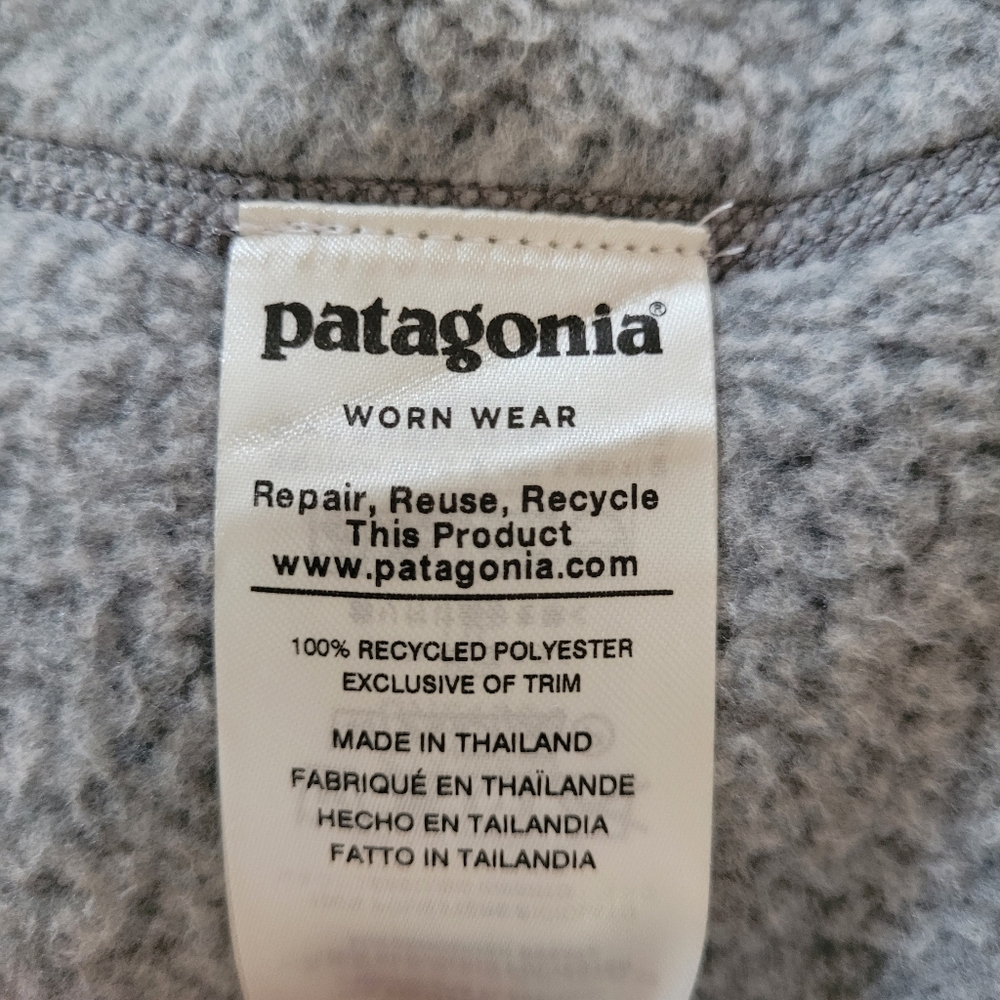 patagonia®
WORN WEAR
Repair, Reuse, Recycle
This Product
www.patagonia.com
100% RECYCLED POLYESTER
EXCLUSIVE OF TRIM
MADE IN THAILAND
FABRIQUÉ EN THAÏLANDE
HECHO EN TAILANDIA
FATTO IN TAILANDIA